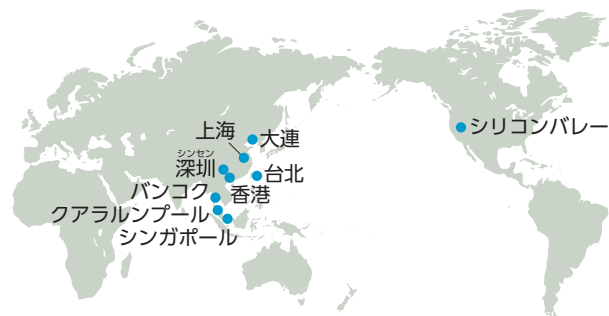 上海
大連
シリコンバレー
シンセン
深圳
台北
バンコク
香港
クアラルンプール
シンガポール